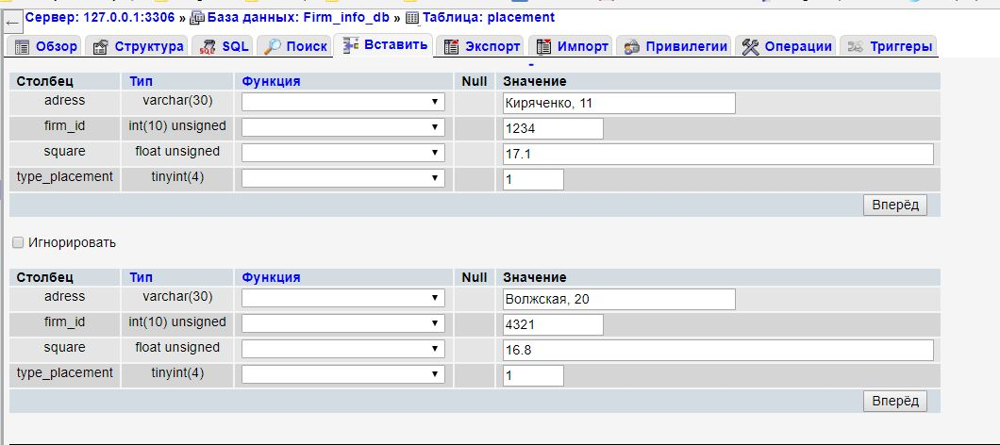 Сервер: 127.0.0.1:3306 » База данных: Firm_info_db » Таблица: placement
Обзор Структура SQL Поиск Вставить Экспорт Импорт Привилегии Операции Триггеры
Столбец Тип Функция Null Значение
adress varchar(30) Киряченко, 11
firm_id int(10) unsigned 1234
square float unsigned 17.1
type_placement tinyint(4) 1
Вперёд
Игнорировать
Столбец Тип Функция Null Значение
adress varchar(30) Волжская, 20
firm_id int(10) unsigned 4321
square float unsigned 16.8
type_placement tinyint(4) 1
Вперёд